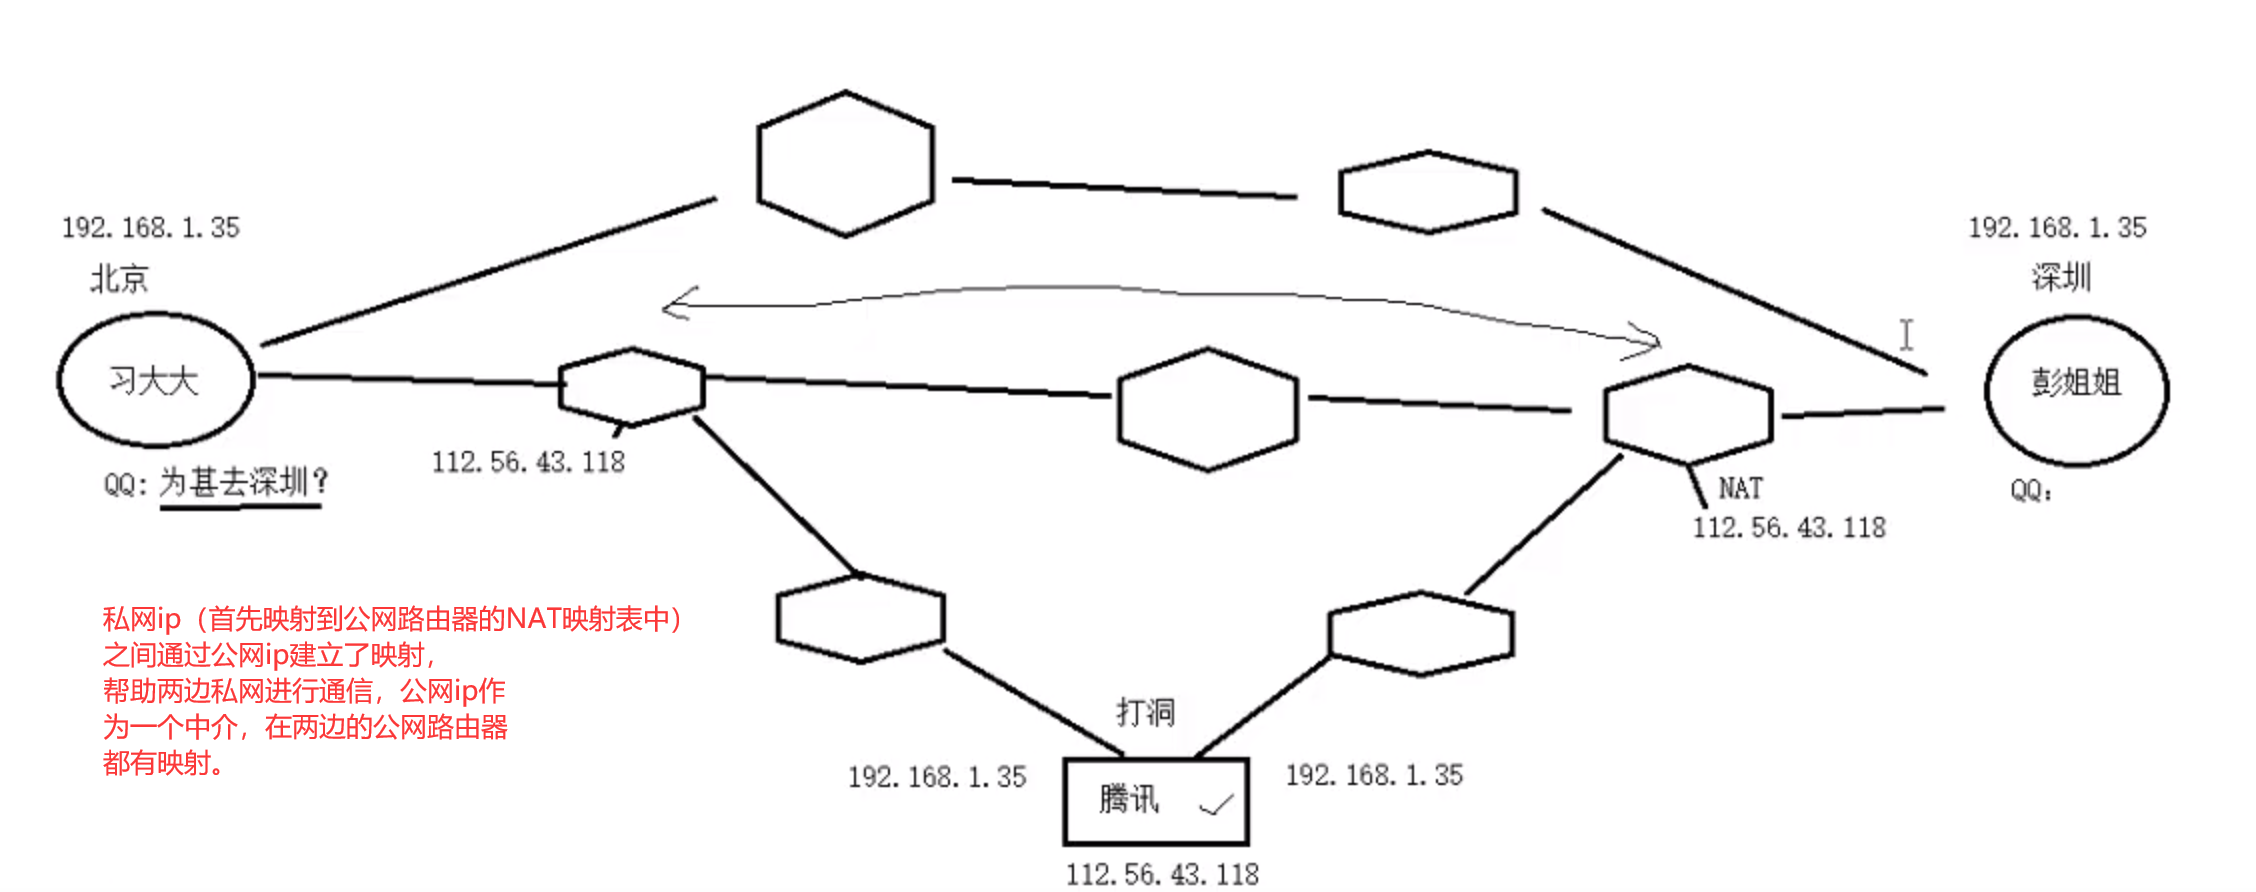 192.168.1.35
北京
习大大
QQ: 为甚去深圳?
112.56.43.118
192.168.1.35
深圳
彭姐姐
QQ:
NAT
112.56.43.118
私网ip（首先映射到公网路由器的NAT映射表中）
之间通过公网ip建立了映射，
帮助两边私网进行通信，公网ip作
为一个中介，在两边的公网路由器
都有映射。
打洞
192.168.1.35
腾讯
192.168.1.35
112.56.43.118